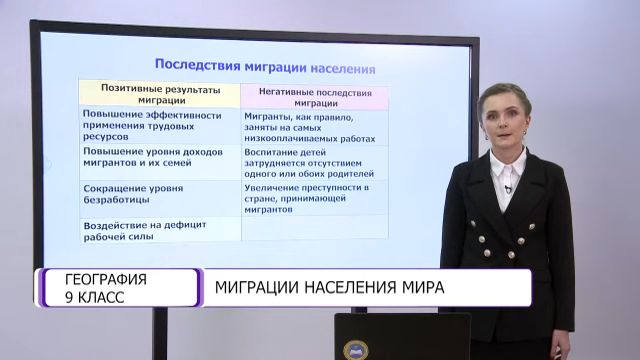 Последствия миграции населения
Позитивные результаты
миграции
Негативные последствия
миграции
Повышение эффективности
применения трудовых
ресурсов
Мигранты, как правило,
заняты на самых
низкооплачиваемых работах
Повышение уровня доходов
мигрантов и их семей
Воспитание детей
затрудняется отсутствием
одного или обоих родителей
Сокращение уровня
безработицы
Увеличение преступности в
стране, принимающей
мигрантов
Воздействие на дефицит
рабочей силы
ГЕОГРАФИЯ
9 КЛАСС
МИГРАЦИИ НАСЕЛЕНИЯ МИРА